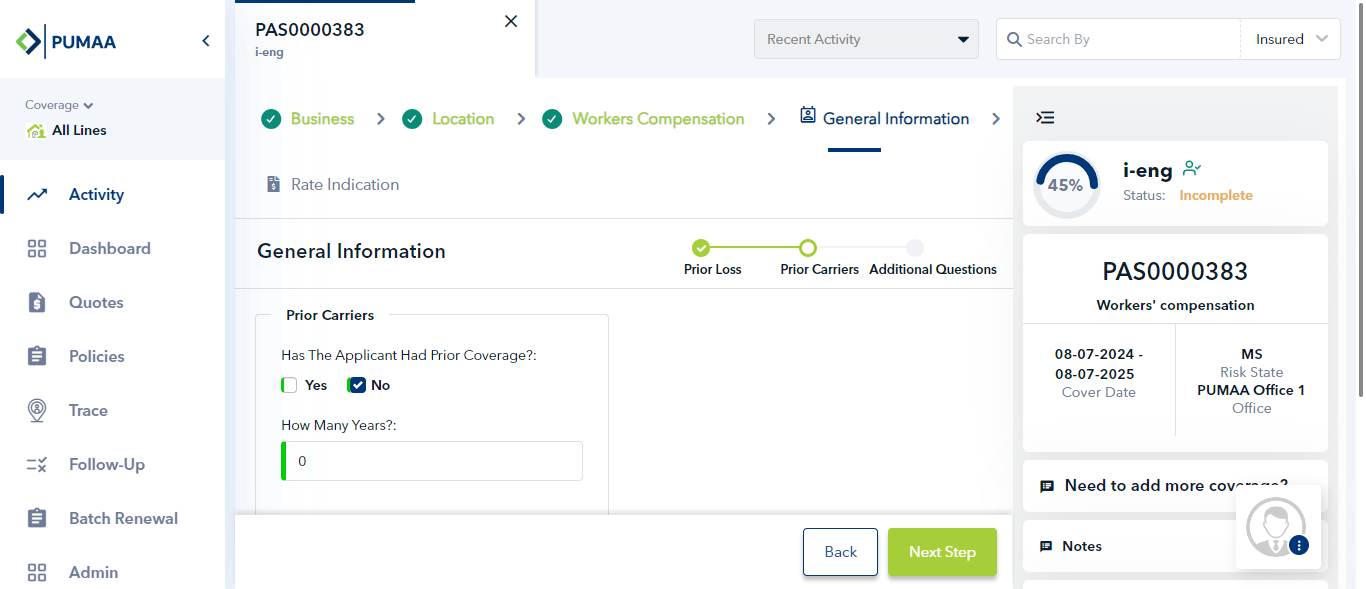 PUMAA
Coverage
All Lines
Activity
Dashboard
Quotes
Policies
Trace
Follow-Up
Batch Renewal
Admin
PAS0000383
i-eng
Recent Activity
Search By
Insured
Business
Location
Workers Compensation
General Information
Rate Indication
General Information
Prior Loss
Prior Carriers
Additional Questions
Prior Carriers
Has The Applicant Had Prior Coverage?:
Yes
No
How Many Years?:
0
Back
Next Step
45%
i-eng
Status: Incomplete
PAS0000383
Workers' compensation
08-07-2024 -
08-07-2025
Cover Date
MS
Risk State
PUMAA Office 1
Office
Need to add more coverage?
Notes